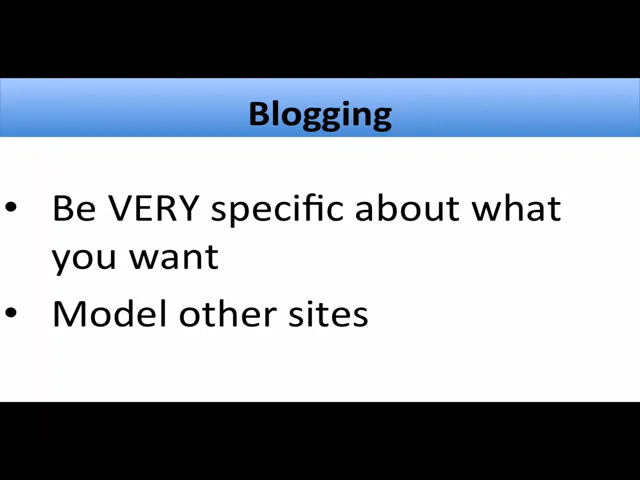 Blogging
• Be VERY specific about what
you want
• Model other sites